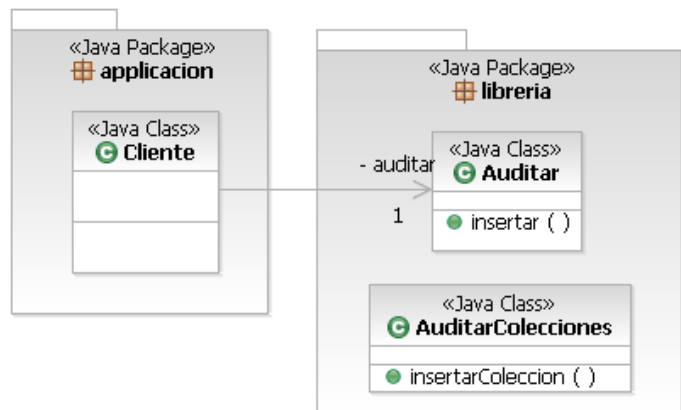 «Java Package»
applicacion
«Java Class»
C Cliente
«Java Package»
libreria
- auditar
1
«Java Class»
C Auditar
insertar ( )
«Java Class»
C AuditarColecciones
insertarColeccion ( )